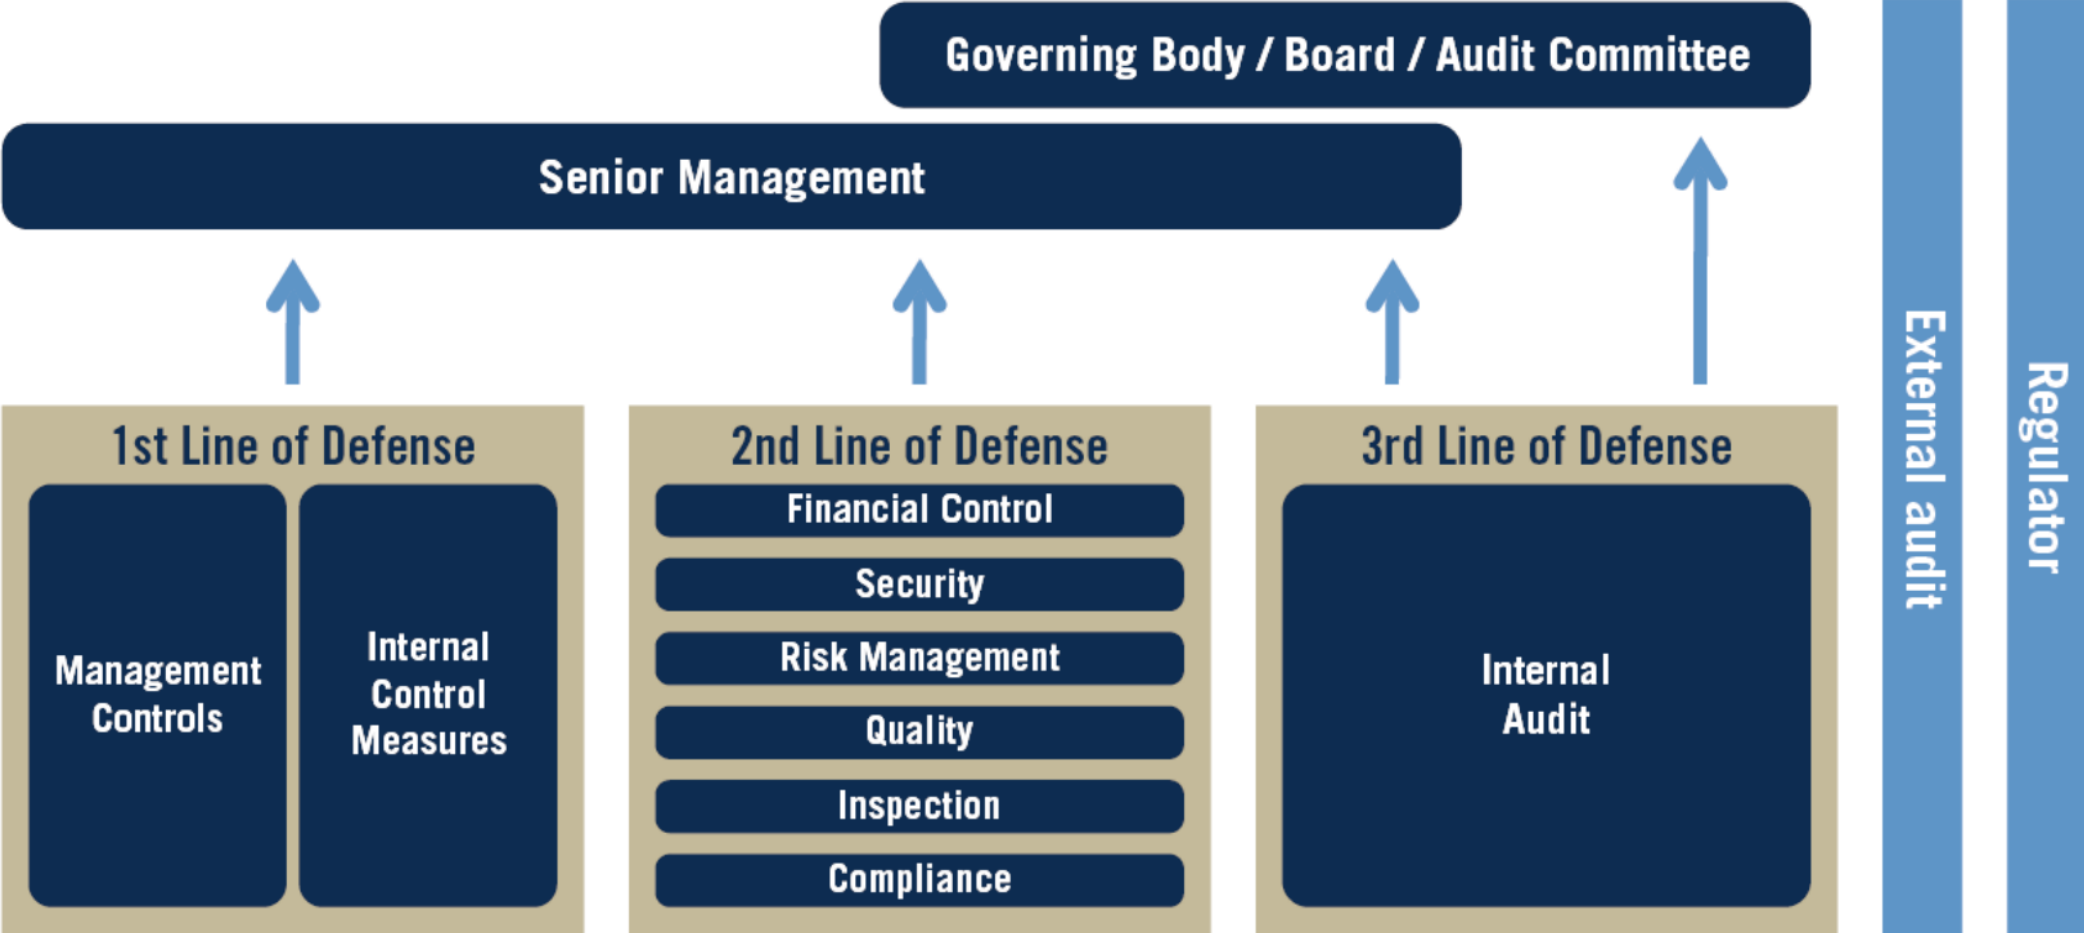 Governing Body / Board / Audit Committee
Senior Management
1st Line of Defense
Management
Controls
Internal
Control
Measures
2nd Line of Defense
Financial Control
Security
Risk Management
Quality
Inspection
Compliance
3rd Line of Defense
Internal
Audit
External audit
Regulator